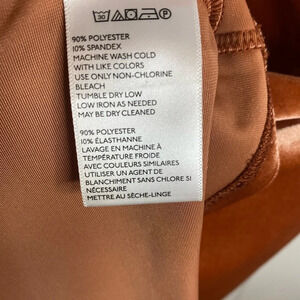 30
90% POLYESTER
10% SPANDEX
MACHINE WASH COLD
WITH LIKE COLORS
USE ONLY NON-CHLORINE
BLEACH
TUMBLE DRY LOW
LOW IRON AS NEEDED
MAY BE DRY CLEANED
90% POLYESTER
10% ÉLASTHANNE
LAVAGE EN MACHINE À
TEMPÉRATURE FROIDE
AVEC COULEURS SIMILAIRES
UTILISER UN AGENT DE
BLANCHIMENT SANS CHLORE SI
NÉCESSAIRE
METTRE AU SÈCHE-LINGE